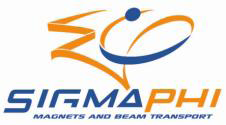 SIGMAPHI
MAGNETS AND BEAM TRANSPORT